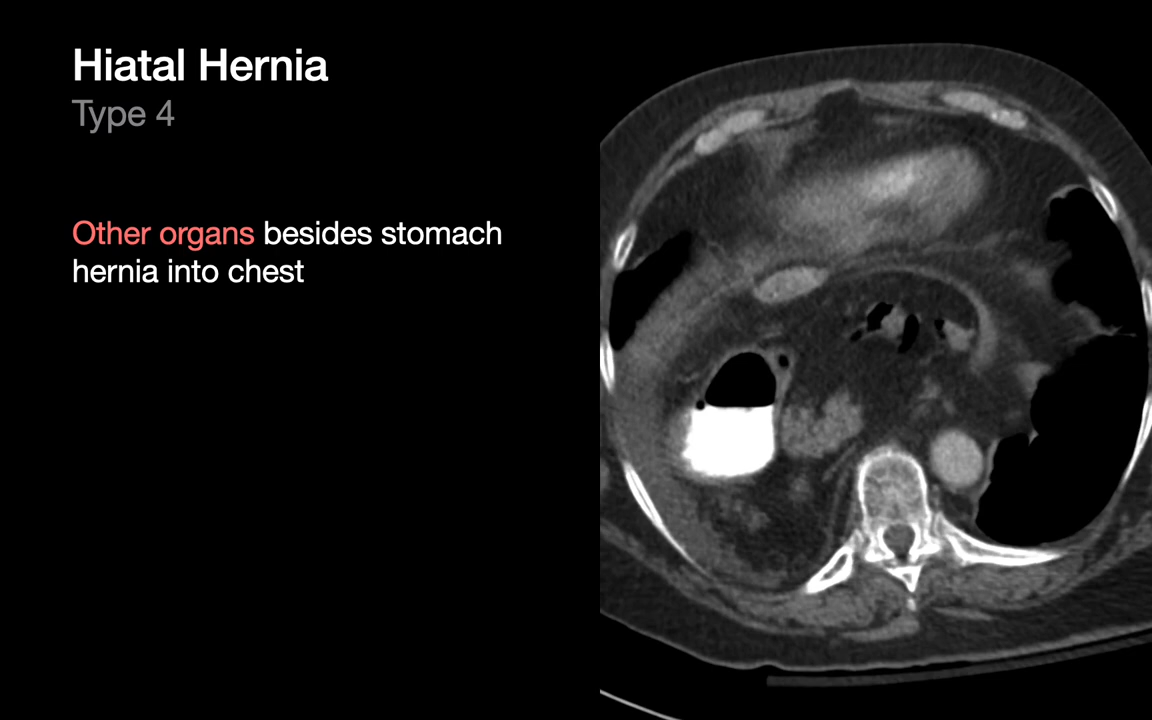 Hiatal Hernia
Type 4
Other organs besides stomach
hernia into chest